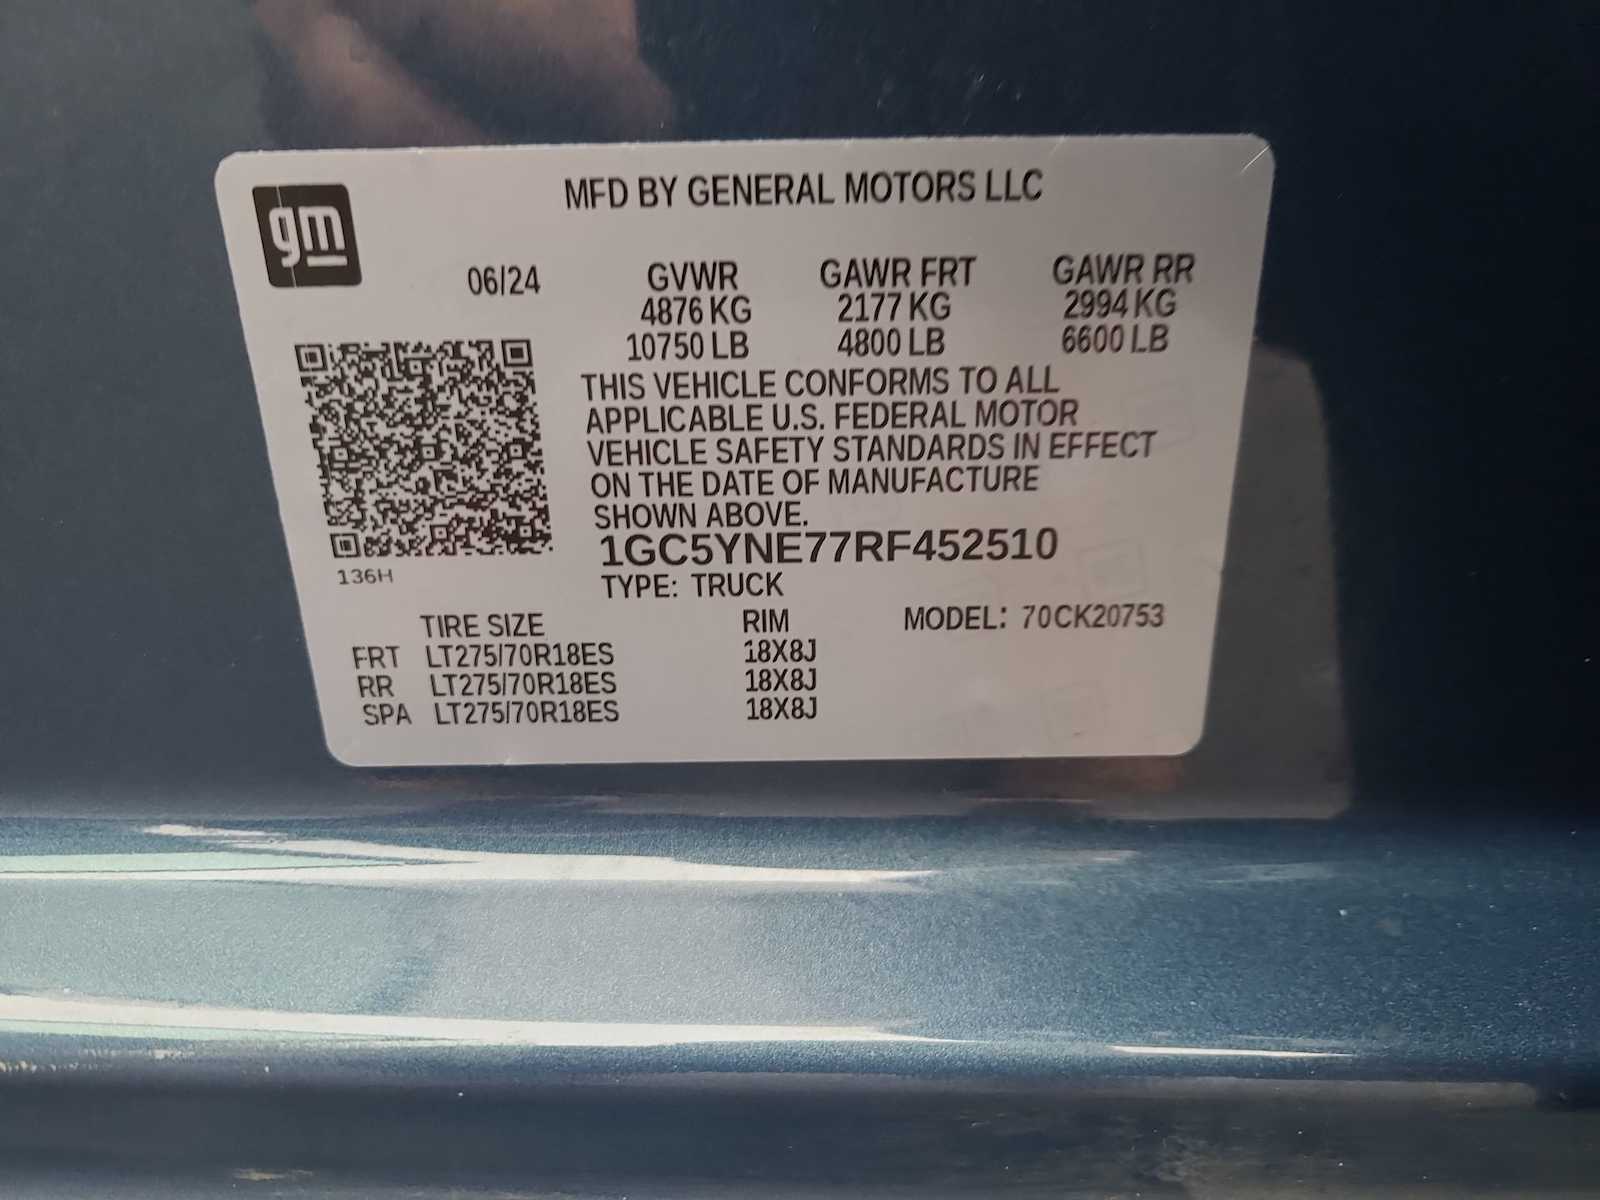 gm
MFD BY GENERAL MOTORS LLC
06/24 GVWR GAWR FRT GAWR RR
4876 KG 2177 KG 2994 KG
10750 LB 4800 LB 6600 LB
THIS VEHICLE CONFORMS TO ALL
APPLICABLE U.S. FEDERAL MOTOR
VEHICLE SAFETY STANDARDS IN EFFECT
ON THE DATE OF MANUFACTURE
SHOWN ABOVE.
1GC5YNE77RF452510
136H
TYPE: TRUCK
TIRE SIZE RIM MODEL: 70CK20753
FRT LT275/70R18ES 18X8J
RR LT275/70R18ES 18X8J
SPA LT275/70R18ES 18X8J